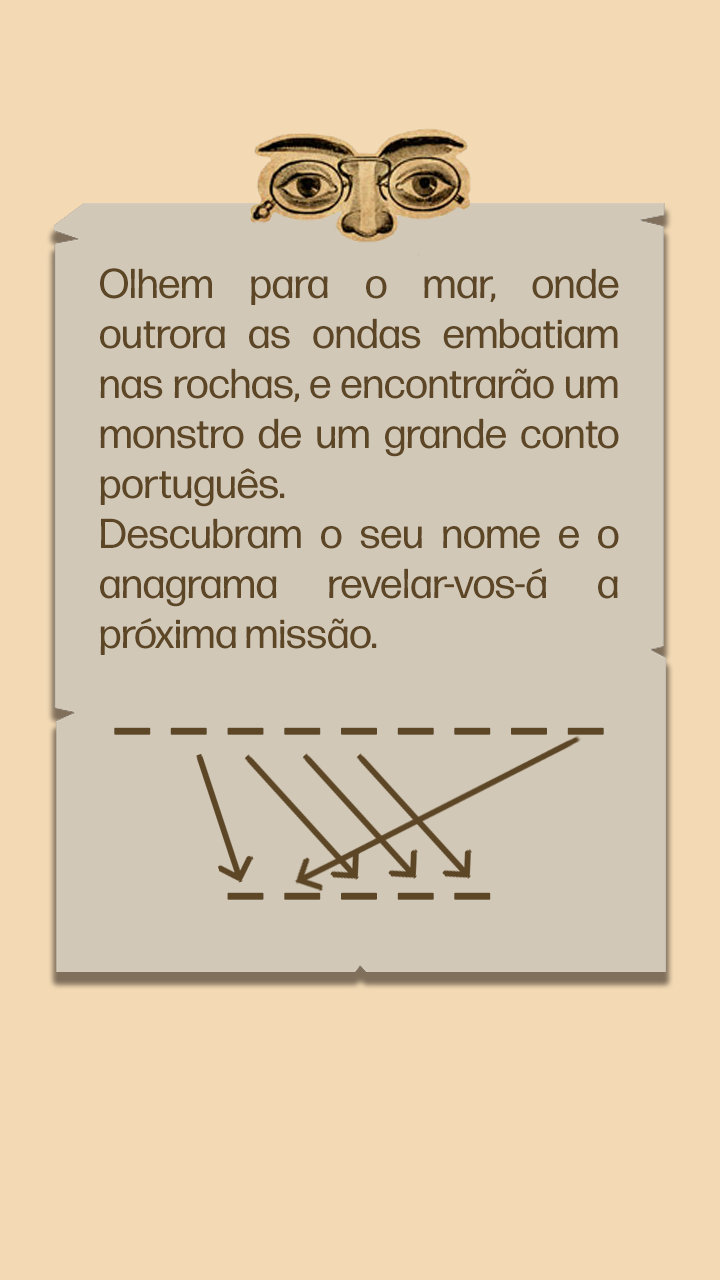 Olhem para o mar, onde
outrora as ondas embatiam
nas rochas, e encontrarão um
monstro de um grande conto
português.
Descubram o seu nome e o
anagrama revelar-vos-á a
próxima missão.